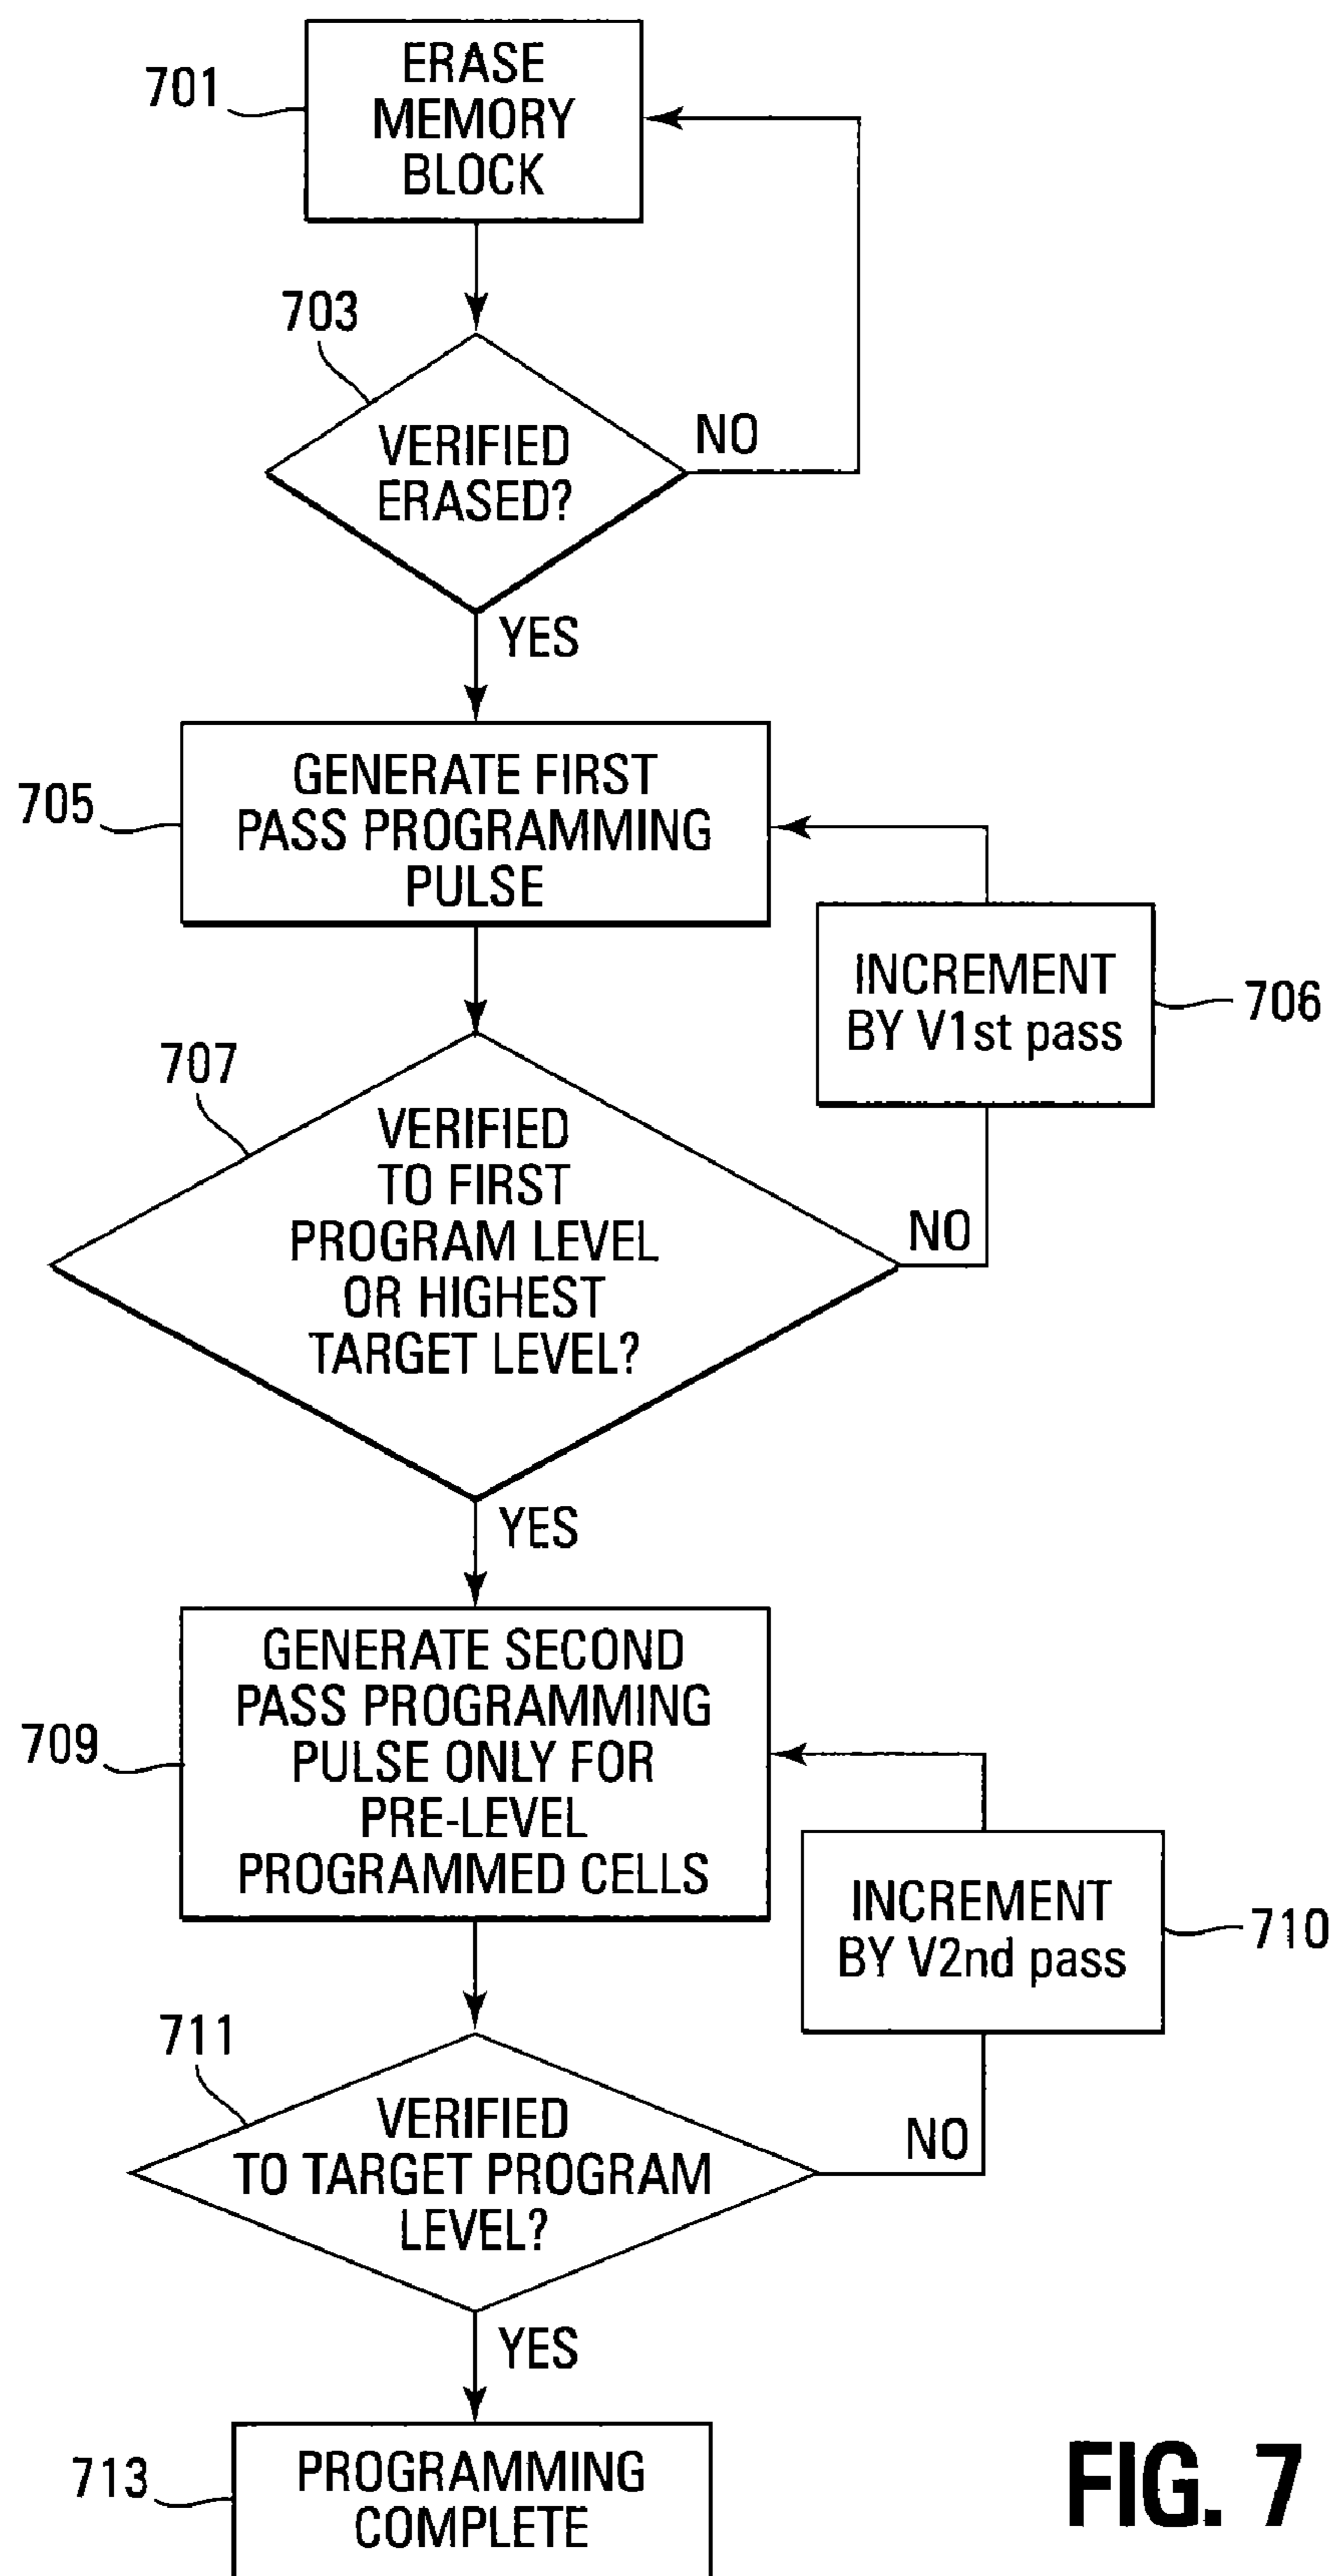 701
ERASE
MEMORY
BLOCK
703
VERIFIED
ERASED?
NO
YES
705
GENERATE FIRST
PASS PROGRAMMING
PULSE
INCREMENT
BY V1st pass
706
707
VERIFIED
TO FIRST
PROGRAM LEVEL
OR HIGHEST
TARGET LEVEL?
NO
YES
709
GENERATE SECOND
PASS PROGRAMMING
PULSE ONLY FOR
PRE-LEVEL
PROGRAMMED CELLS
INCREMENT
BY V2nd pass
710
711
VERIFIED
TO TARGET PROGRAM
LEVEL?
NO
YES
713
PROGRAMMING
COMPLETE
FIG. 7